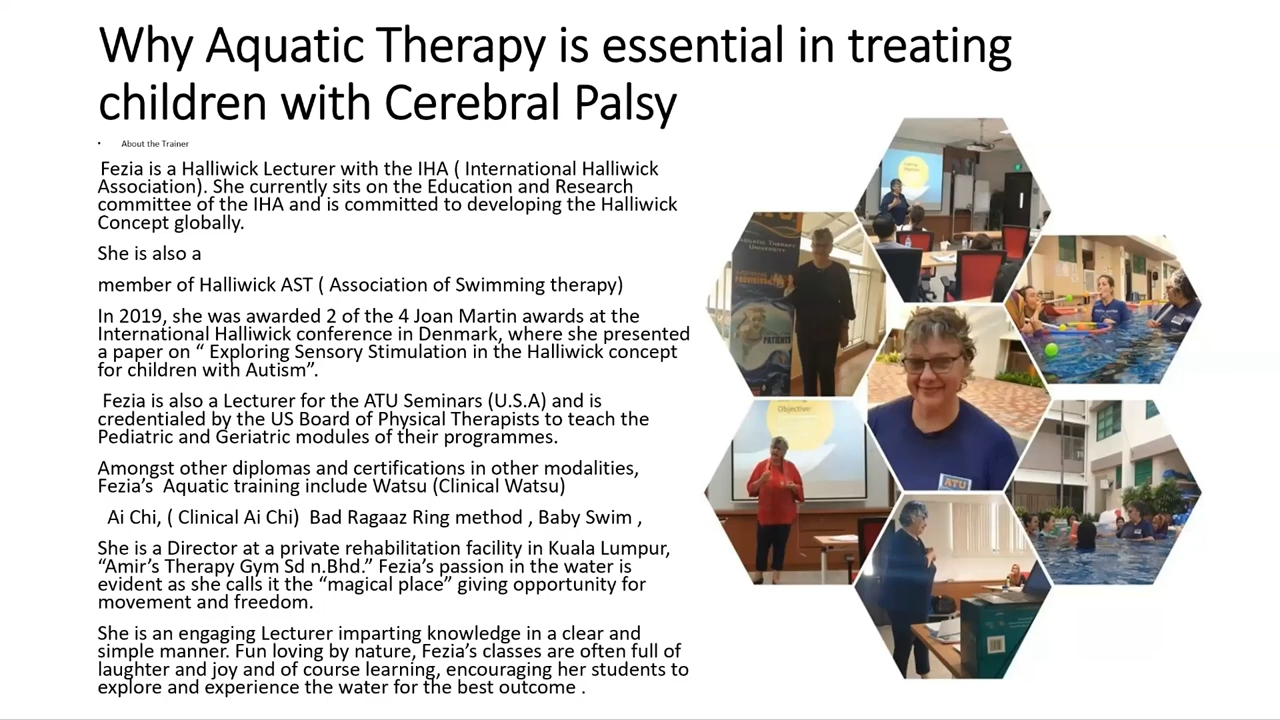 Why Aquatic Therapy is essential in treating
children with Cerebral Palsy
• About the Trainer
Fezia is a Halliwick Lecturer with the IHA ( International Halliwick
Association). She currently sits on the Education and Research
committee of the IHA and is committed to developing the Halliwick
Concept globally.
She is also a
member of Halliwick AST ( Association of Swimming therapy)
In 2019, she was awarded 2 of the 4 Joan Martin awards at the
International Halliwick conference in Denmark, where she presented
a paper on “ Exploring Sensory Stimulation in the Halliwick concept
for children with Autism”.
Fezia is also a Lecturer for the ATU Seminars (U.S.A) and is
credentialed by the US Board of Physical Therapists to teach the
Pediatric and Geriatric modules of their programmes.
Amongst other diplomas and certifications in other modalities,
Fezia’s Aquatic training include Watsu (Clinical Watsu)
Ai Chi, ( Clinical Ai Chi) Bad Ragaaz Ring method , Baby Swim ,
She is a Director at a private rehabilitation facility in Kuala Lumpur,
“Amir’s Therapy Gym Sd n.Bhd.” Fezia’s passion in the water is
evident as she calls it the “magical place” giving opportunity for
movement and freedom.
She is an engaging Lecturer imparting knowledge in a clear and
simple manner. Fun loving by nature, Fezia’s classes are often full of
laughter and joy and of course learning, encouraging her students to
explore and experience the water for the best outcome .
ATU
AQUATIC THERAPY
UNIVERSITY
PATIENTS
Objective
ATU